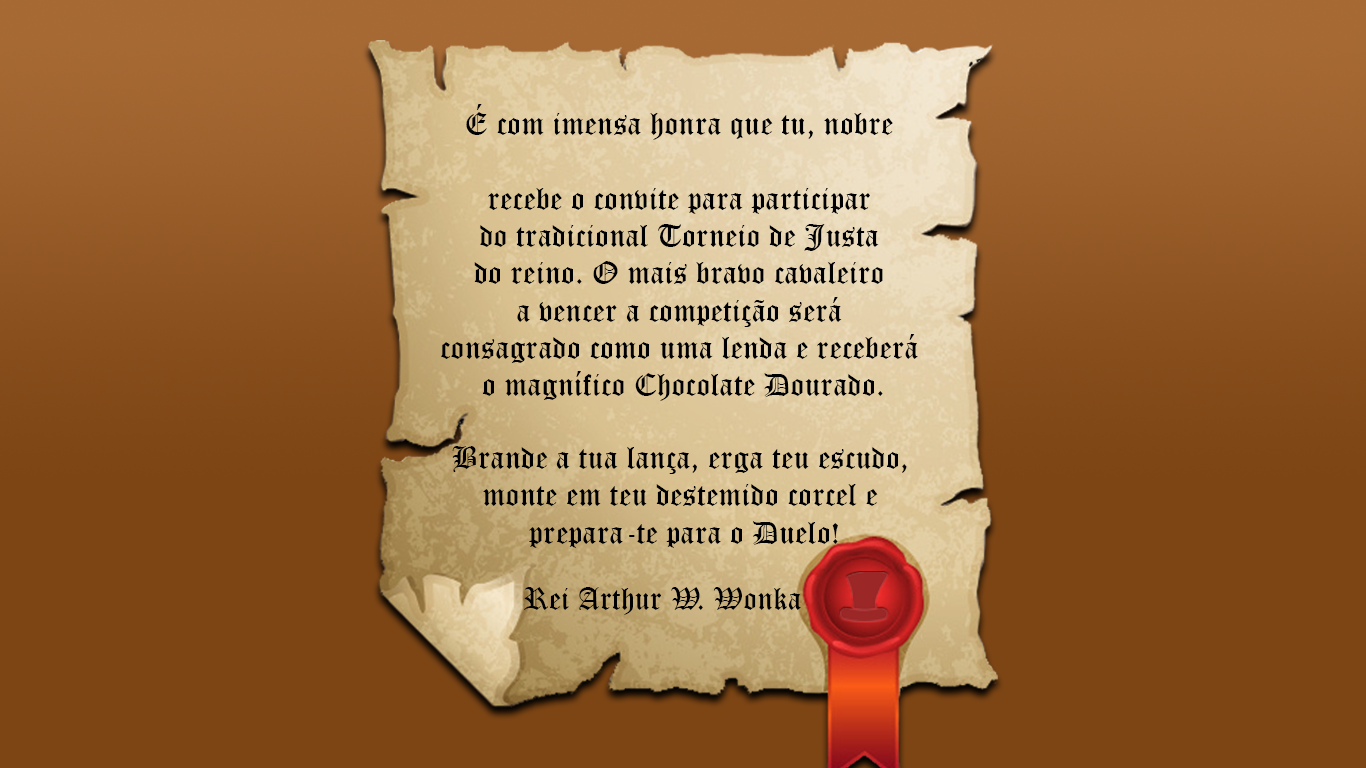 É com imensa honra que tu, nobre
recebe o convite para participar
do tradicional Torneio de Justa
do reino. O mais bravo cavaleiro
a vencer a competição será
consagrado como uma lenda e receberá
o magnífico Chocolate Dourado.
Brande a tua lança, erga teu escudo,
monte em teu destemido corcel e
prepara-te para o Duelo!
Rei Arthur W. Wonka